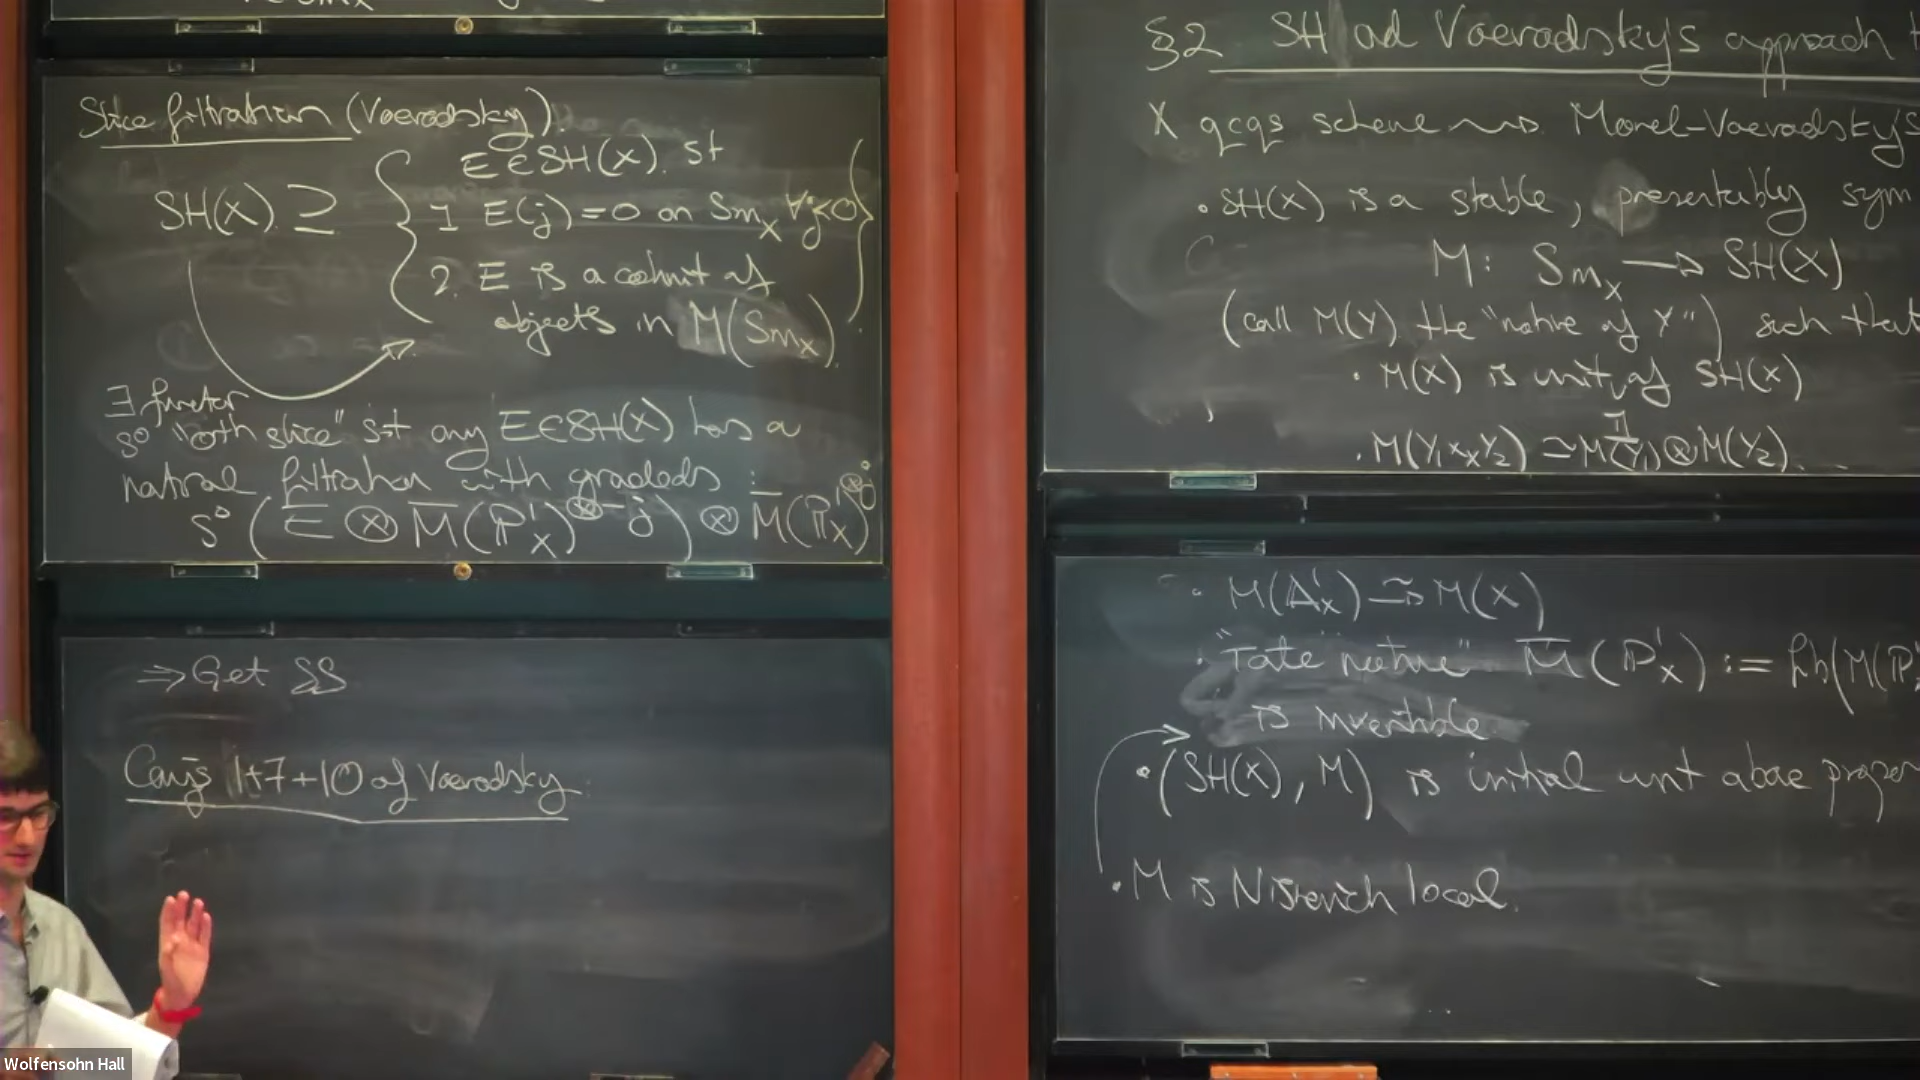 Slice filtration (Voevodsky).
SH(X) ⊇ { E∈SH(X) st
1 E(j)=0 on Sm_X ∀j<0
2. E is a colimit of
objects in M(Sm_X) }
∃ functor
s⁰ "0th slice" s.t any E∈SH(X) has a
natural filtration with gradeds :
s⁰(E ⊗ M̄(ℙ¹_X)^{⊗-j}) ⊗ M̄(ℙ¹_X)^{⊗j}
⇒ Get SS
Conjs 1+7+10 of Voevodsky:
§2 SH and Voevodsky's approach
X qcqs scheme ⇝ Morel-Voevodsky's
• SH(X) is a stable, presentably sym
M: Sm_X → SH(X)
(call M(Y) the "motive of Y") such that
• M(X) is unit of SH(X)
• M(Y₁×_X Y₂) ≃ M(Y₁)⊗M(Y₂).
• M(𝔸¹_X) ≃ M(X)
• "Tate motive" M̄(ℙ¹_X) := fib(M(ℙ¹
is invertible.
• (SH(X), M) is initial wrt above
• M is Nisnevich local.
Wolfensohn Hall